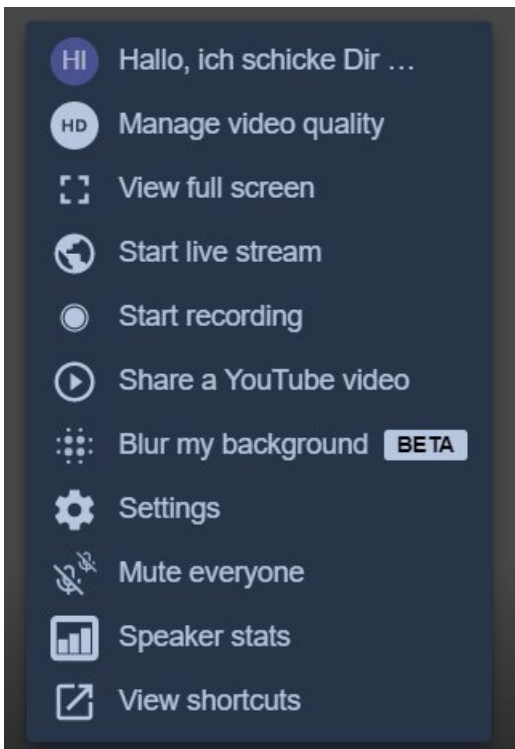 HI Hallo, ich schicke Dir …
HD Manage video quality
View full screen
Start live stream
Start recording
Share a YouTube video
Blur my background BETA
Settings
Mute everyone
Speaker stats
View shortcuts